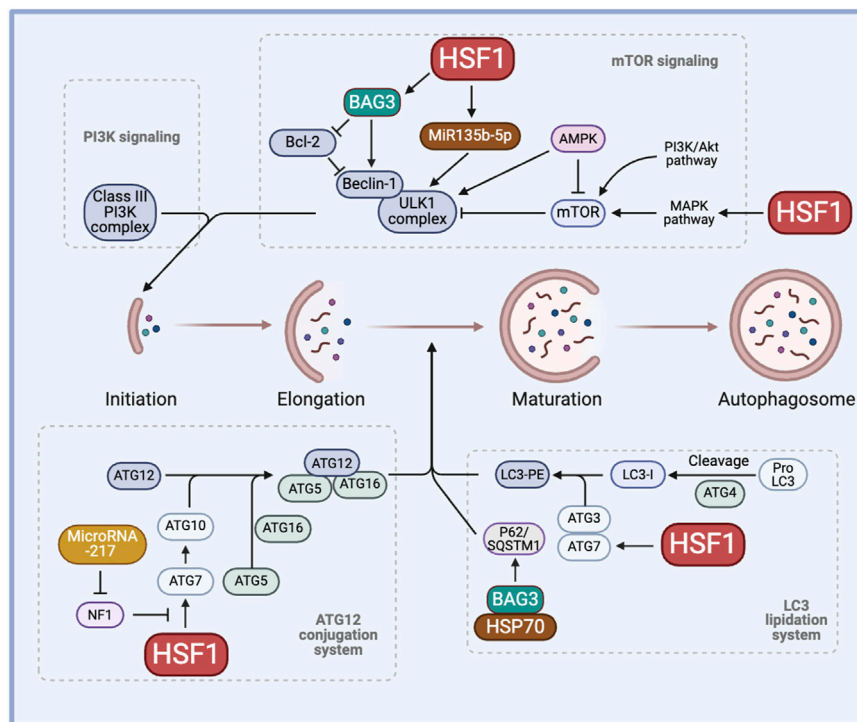 HSF1
mTOR signaling
BAG3
PI3K signaling
Bcl-2
MiR135b-5p
AMPK
PI3K/Akt
pathway
Beclin-1
Class III
PI3K
complex
ULK1
complex
mTOR
MAPK
pathway
HSF1
Initiation
Elongation
Maturation
Autophagosome
ATG12
ATG12
ATG5
ATG16
ATG10
ATG16
MicroRNA
-217
ATG7
ATG5
NF1
HSF1
ATG12
conjugation
system
LC3-PE
LC3-I
Cleavage
Pro
LC3
ATG4
P62/
SQSTM1
ATG3
ATG7
HSF1
BAG3
HSP70
LC3
lipidation
system